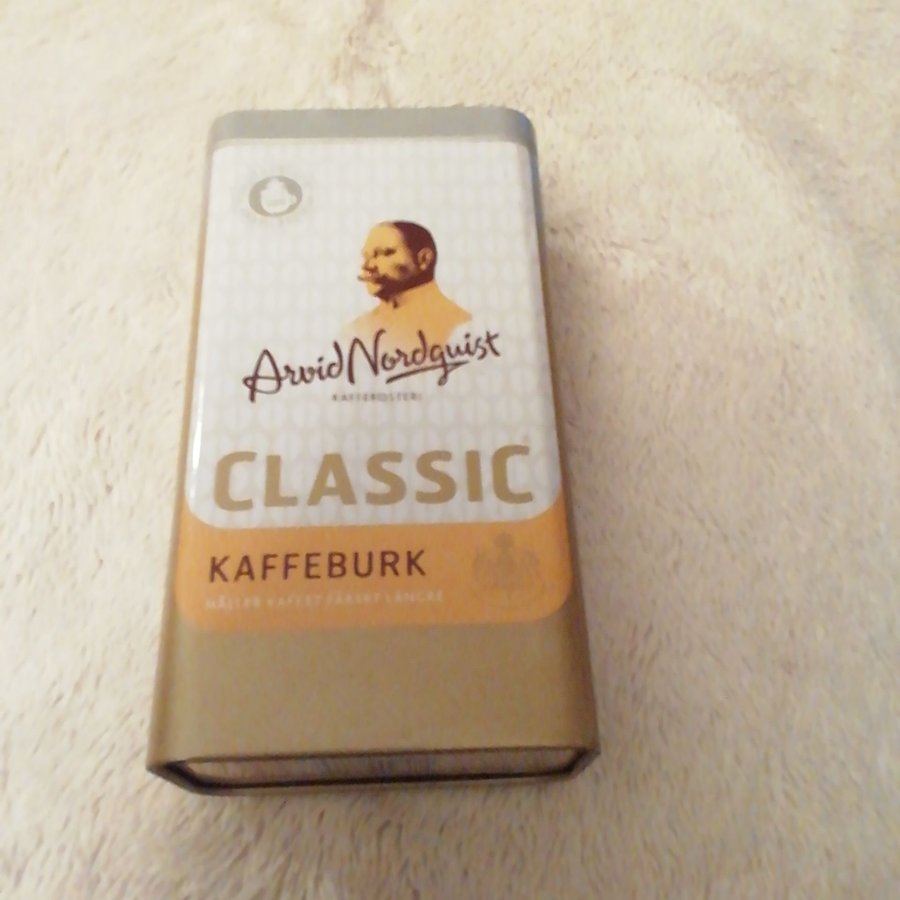 Arvid Nordquist
KAFFEROSTERI
CLASSIC
KAFFEBURK
HÅLLER KAFFET FÄRSKT LÄNGRE